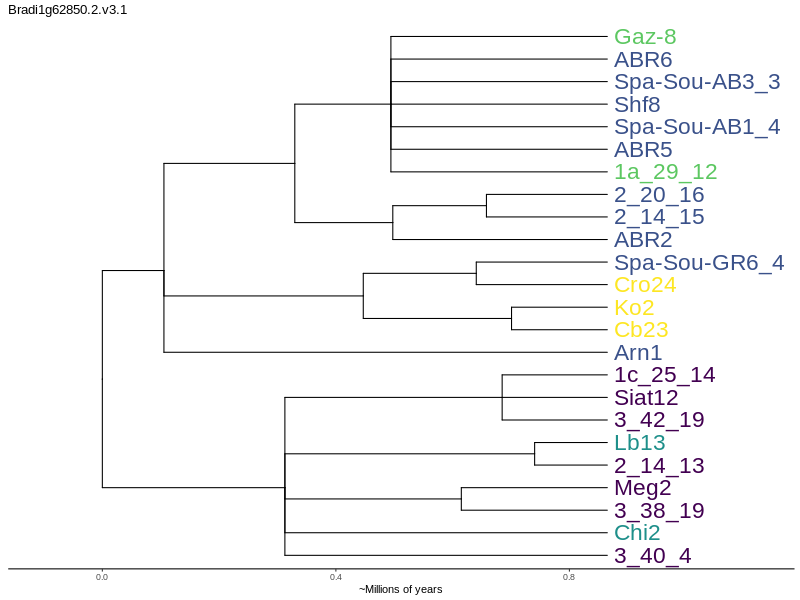 Bradi1g62850.2.v3.1
Gaz-8
ABR6
Spa-Sou-AB3_3
Shf8
Spa-Sou-AB1_4
ABR5
1a_29_12
2_20_16
2_14_15
ABR2
Spa-Sou-GR6_4
Cro24
Ko2
Cb23
Arn1
1c_25_14
Siat12
3_42_19
Lb13
2_14_13
Meg2
3_38_19
Chi2
3_40_4
0.0 0.4 0.8
~Millions of years